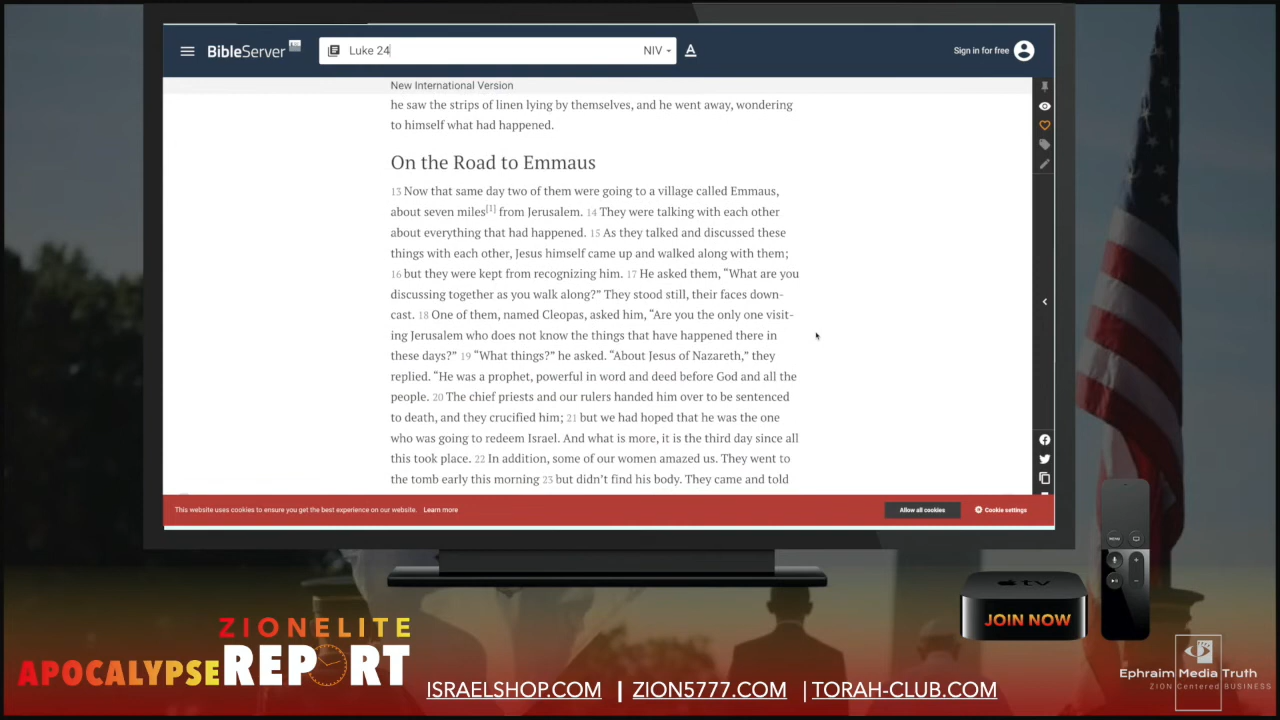 BibleServer
Luke 24
NIV
A
Sign in for free
New International Version
he saw the strips of linen lying by themselves, and he went away, wondering
to himself what had happened.
On the Road to Emmaus
13 Now that same day two of them were going to a village called Emmaus,
about seven miles[1] from Jerusalem. 14 They were talking with each other
about everything that had happened. 15 As they talked and discussed these
things with each other, Jesus himself came up and walked along with them;
16 but they were kept from recognizing him. 17 He asked them, “What are you
discussing together as you walk along?” They stood still, their faces down-
cast. 18 One of them, named Cleopas, asked him, “Are you the only one visit-
ing Jerusalem who does not know the things that have happened there in
these days?” 19 “What things?” he asked. “About Jesus of Nazareth,” they
replied. “He was a prophet, powerful in word and deed before God and all the
people. 20 The chief priests and our rulers handed him over to be sentenced
to death, and they crucified him; 21 but we had hoped that he was the one
who was going to redeem Israel. And what is more, it is the third day since all
this took place. 22 In addition, some of our women amazed us. They went to
the tomb early this morning 23 but didn’t find his body. They came and told
This website uses cookies to ensure you get the best experience on our website. Learn more
Allow all cookies
Cookie settings
MENU
tv
JOIN NOW
ZIONELITE
APOCALYPSE REPORT
ISRAELSHOP.COM | ZION5777.COM | TORAH-CLUB.COM
Ephraim Media Truth
ZION Centered BUSINESS